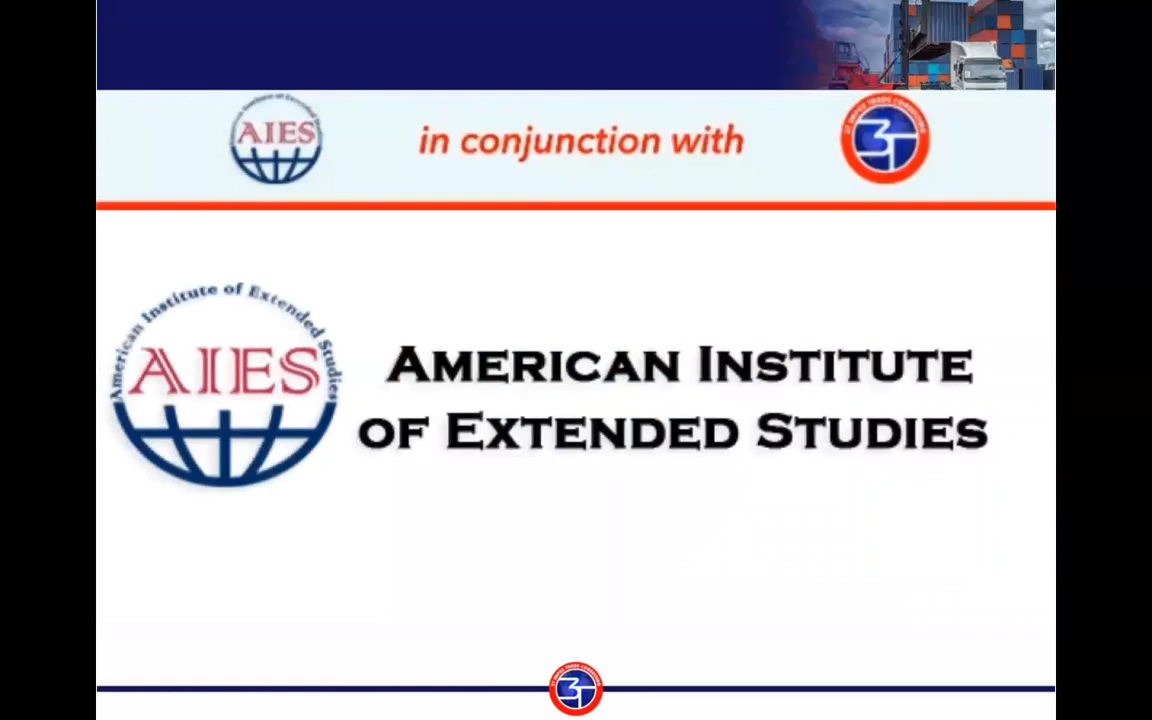 AIES
in conjunction with
American Institute of Extended Studies
AIES
AMERICAN INSTITUTE
OF EXTENDED STUDIES